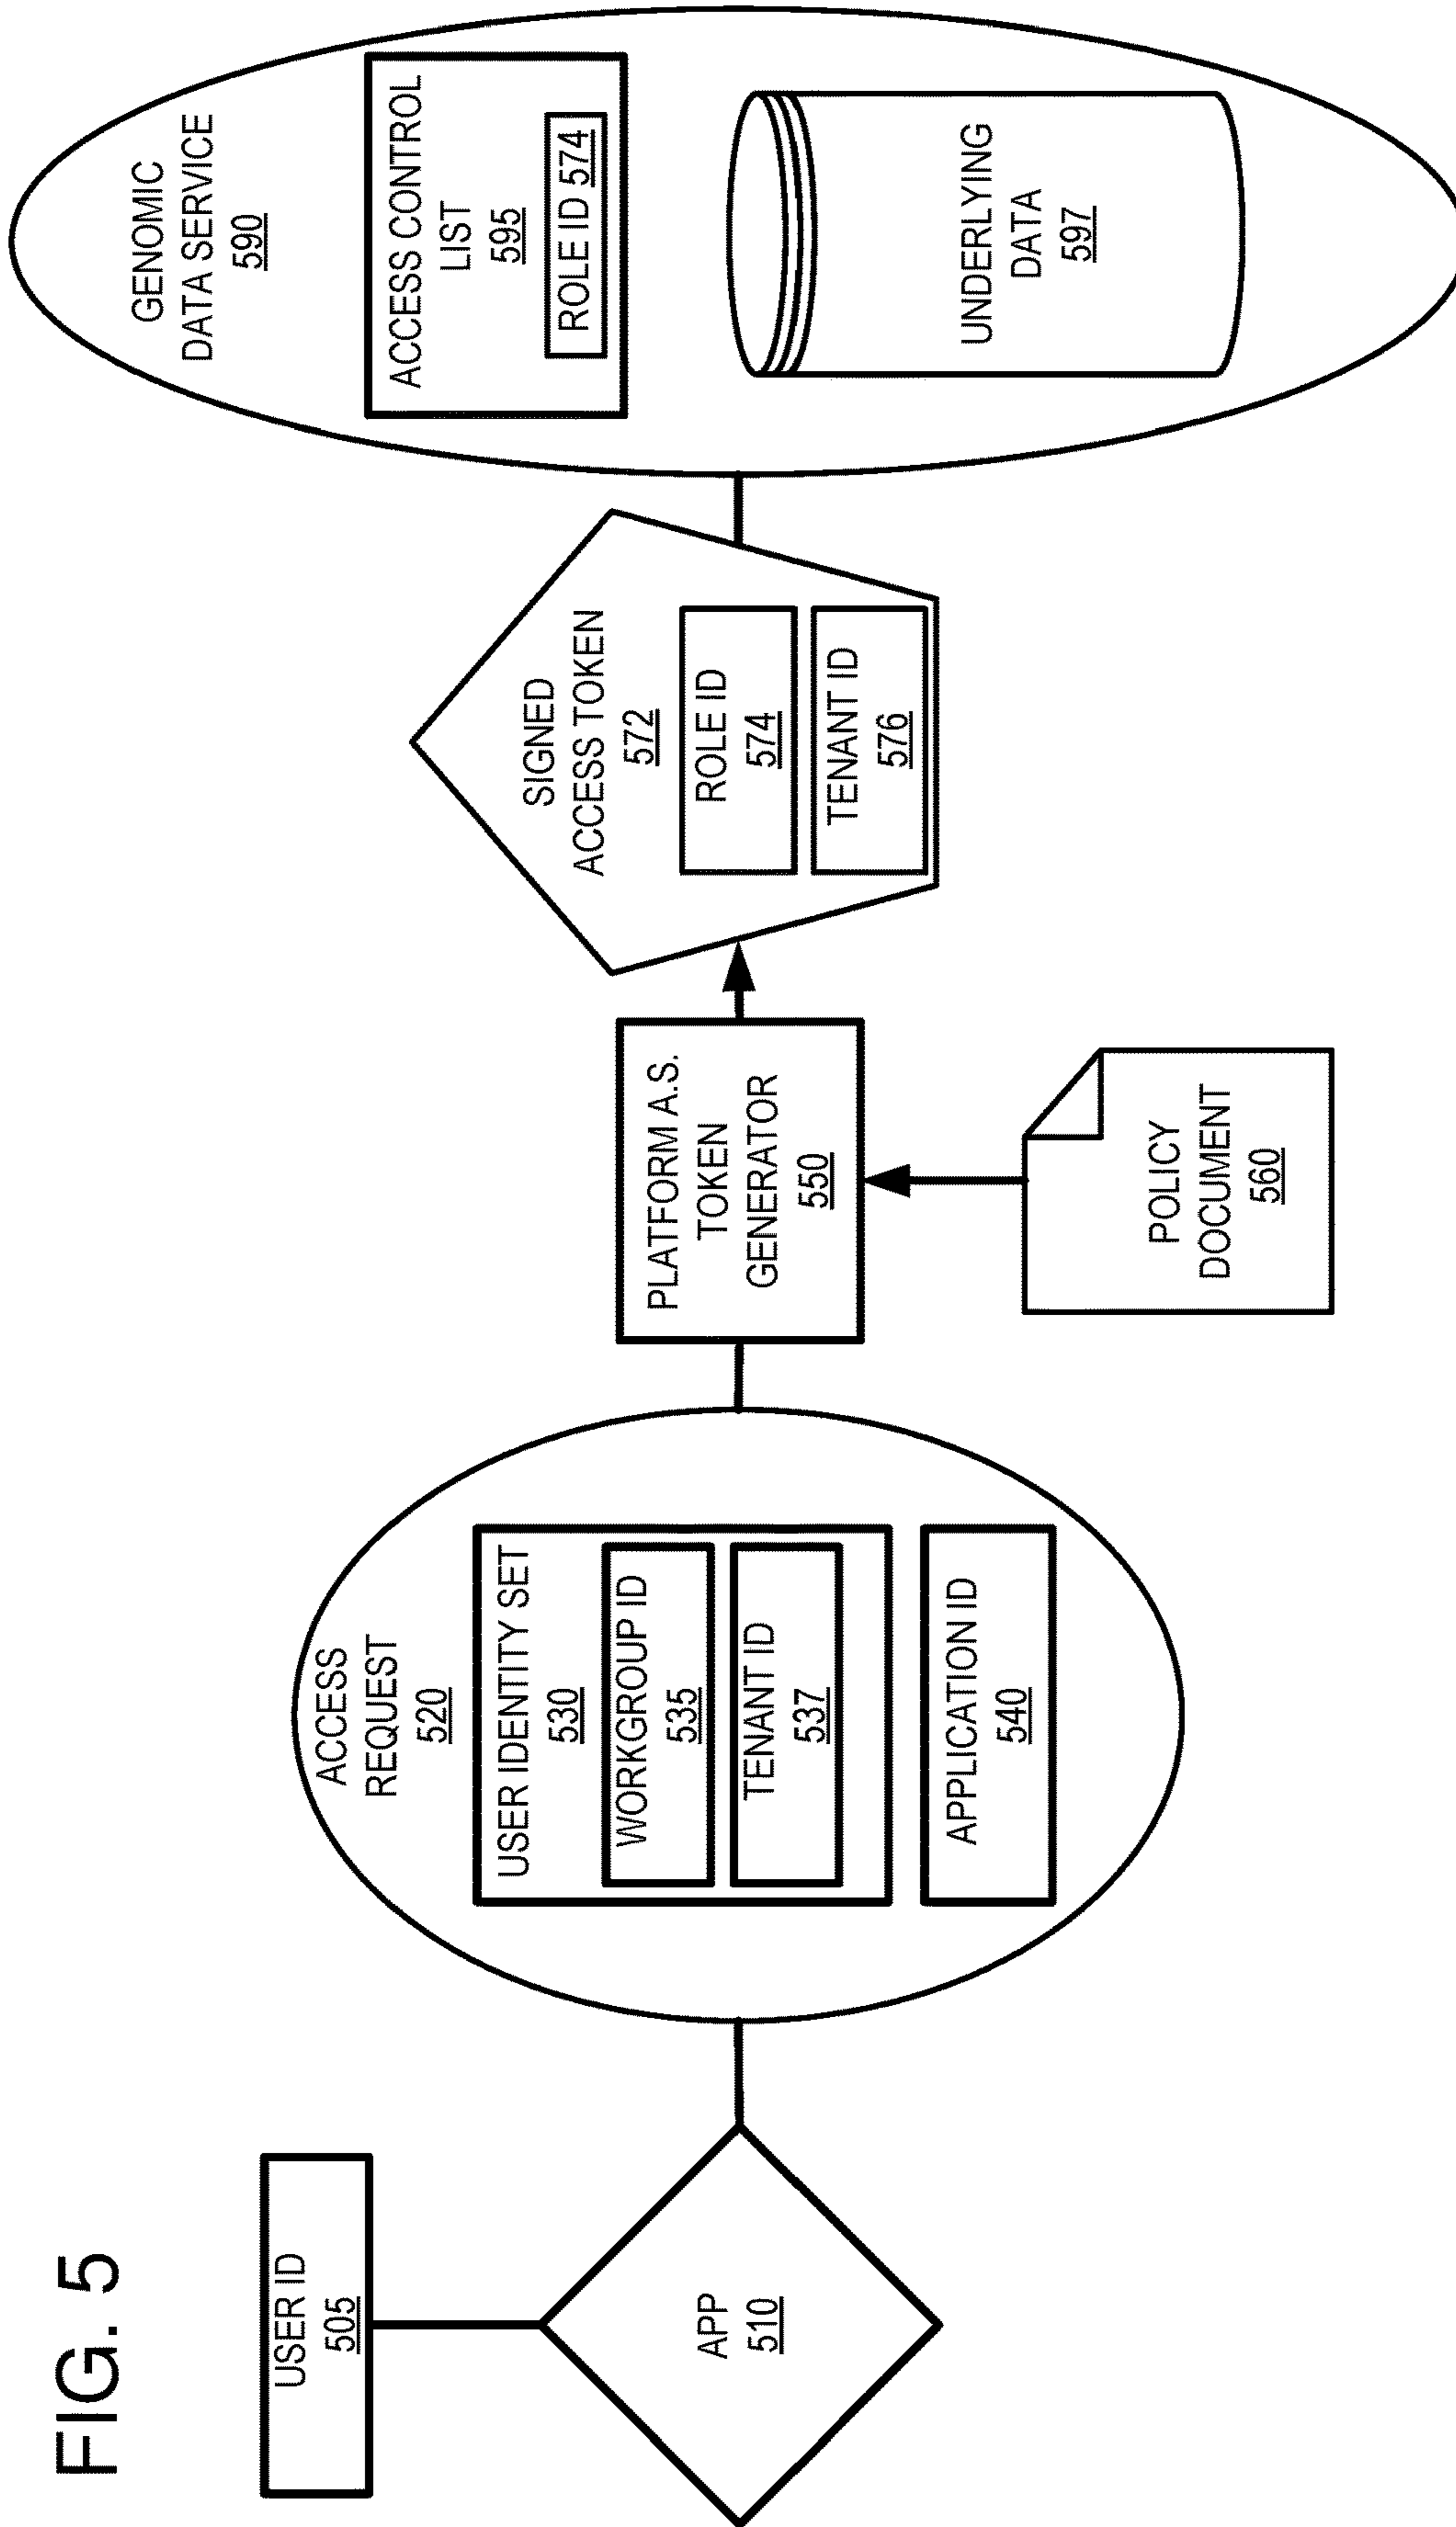 FIG. 5
USER ID
505
APP
510
ACCESS
REQUEST
520
USER IDENTITY SET
530
WORKGROUP ID
535
TENANT ID
537
APPLICATION ID
540
PLATFORM A.S.
TOKEN
GENERATOR
550
POLICY
DOCUMENT
560
SIGNED
ACCESS TOKEN
572
ROLE ID
574
TENANT ID
576
GENOMIC
DATA SERVICE
590
ACCESS CONTROL
LIST
595
ROLE ID 574
UNDERLYING
DATA
597